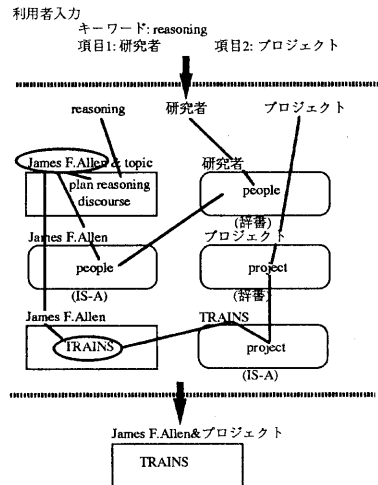 利用者入力
キーワード: reasoning
項目1: 研究者 項目2: プロジェクト
reasoning 研究者 プロジェクト
James F.Allen & topic 研究者
plan reasoning people
discourse
(辞書)
James F.Allen プロジェクト
people project
(IS-A) (辞書)
James F.Allen TRAINS
TRAINS project
(IS-A)
James F.Allen&プロジェクト
TRAINS